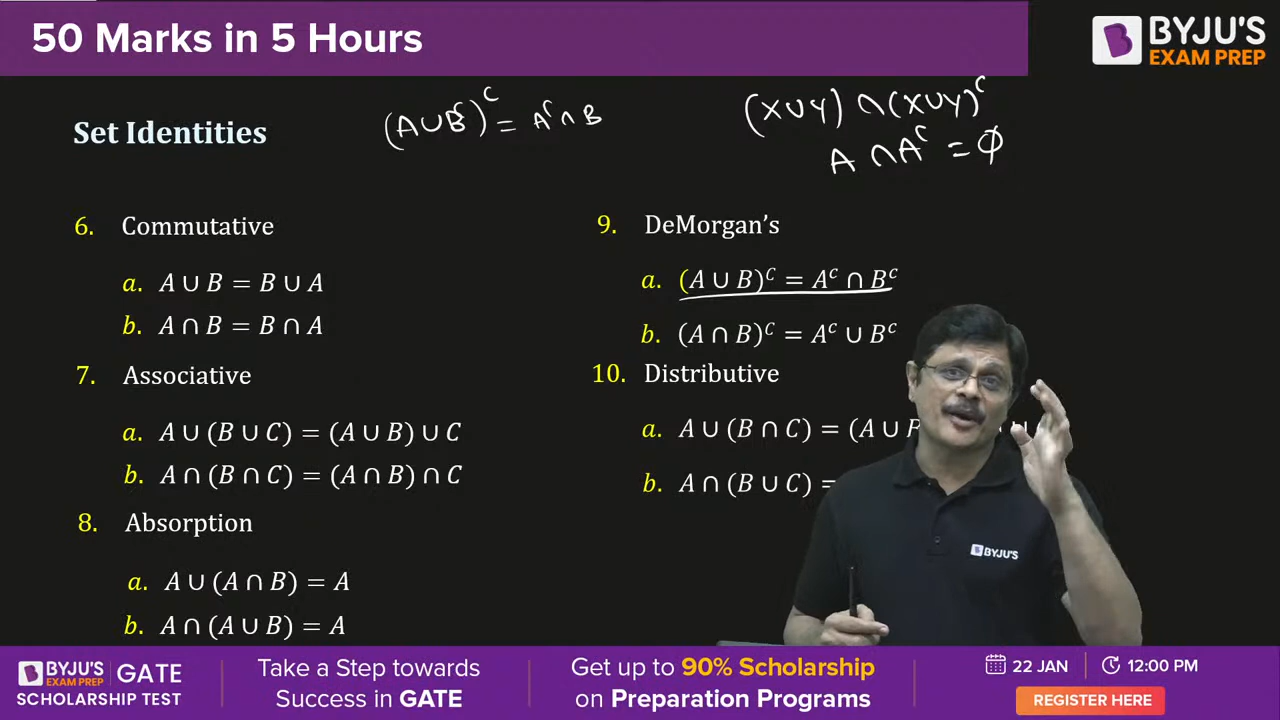 50 Marks in 5 Hours
BYJU'S
EXAM PREP
(A∪Bᶜ)ᶜ = Aᶜ∩B
(X∪Y) ∩ (X∪Y)ᶜ
A ∩ Aᶜ = ϕ
Set Identities
6. Commutative
a. A ∪ B = B ∪ A
b. A ∩ B = B ∩ A
7. Associative
a. A ∪ (B ∪ C) = (A ∪ B) ∪ C
b. A ∩ (B ∩ C) = (A ∩ B) ∩ C
8. Absorption
a. A ∪ (A ∩ B) = A
b. A ∩ (A ∪ B) = A
9. DeMorgan's
a. (A ∪ B)ᶜ = Aᶜ ∩ Bᶜ
b. (A ∩ B)ᶜ = Aᶜ ∪ Bᶜ
10. Distributive
a. A ∪ (B ∩ C) = (A ∪
b. A ∩ (B ∪ C) =
BYJU'S
BYJU'S EXAM PREP GATE
SCHOLARSHIP TEST
Take a Step towards
Success in GATE
Get up to 90% Scholarship
on Preparation Programs
22 JAN 12:00 PM
REGISTER HERE